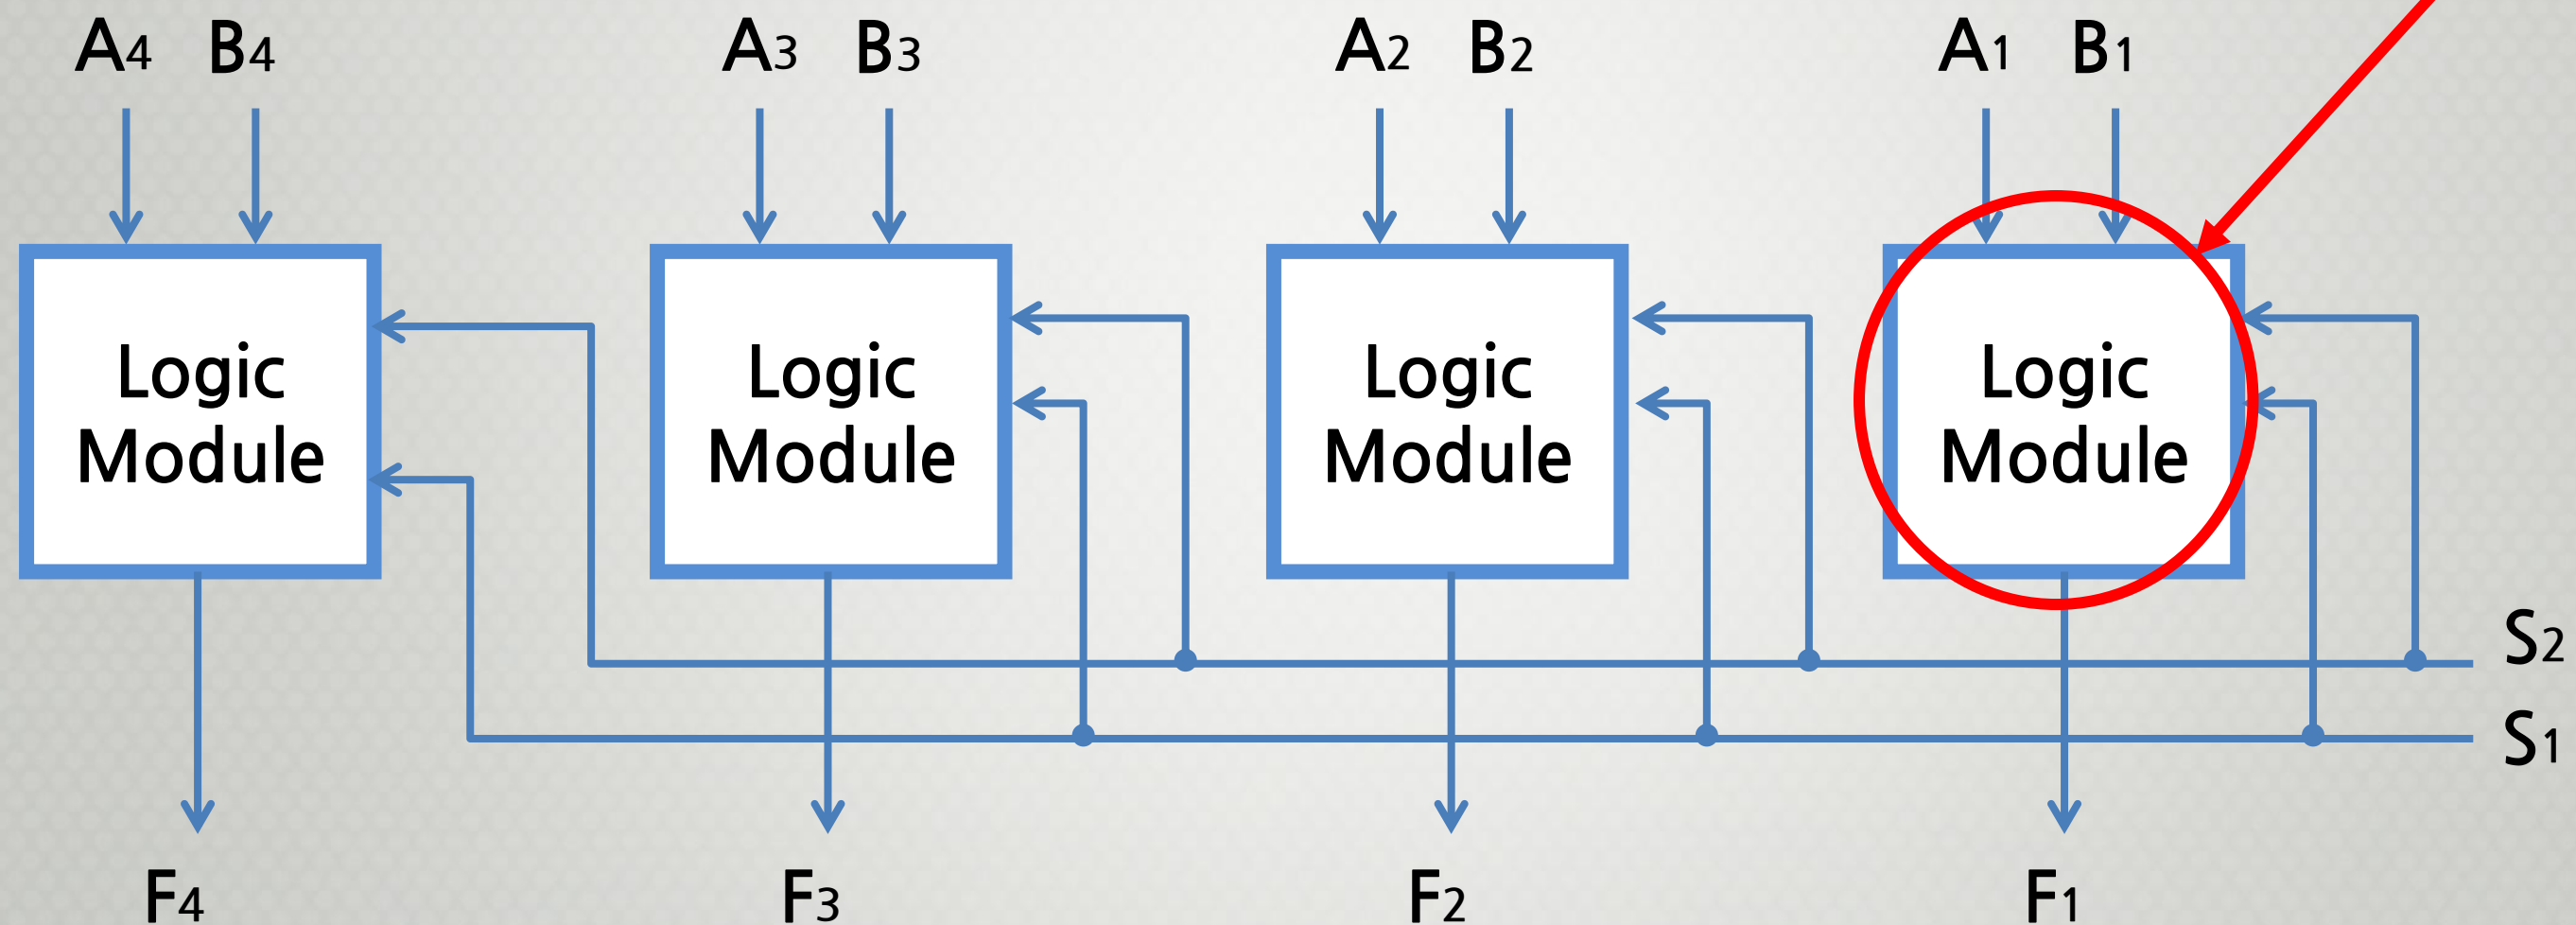 A4 B4 A3 B3 A2 B2 A1 B1
Logic Module
Logic Module
Logic Module
Logic Module
S2
S1
F4 F3 F2 F1